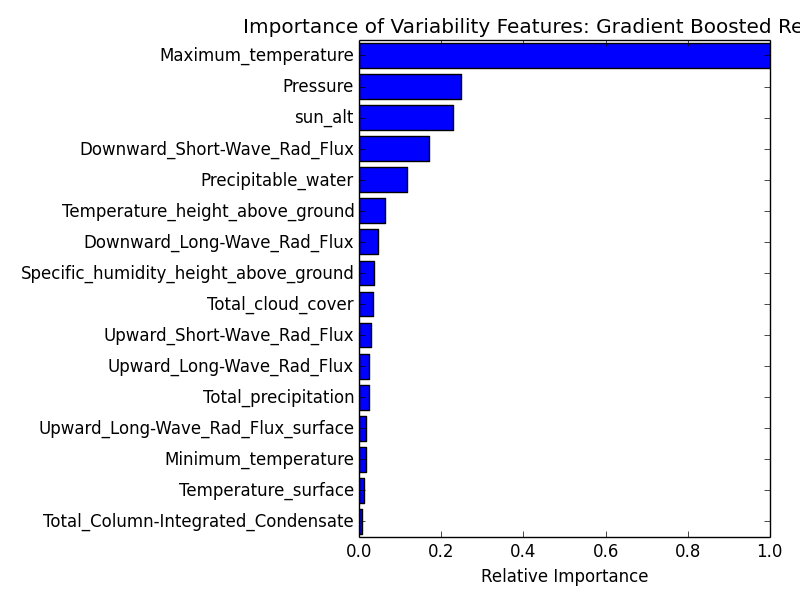 Importance of Variability Features: Gradient Boosted Re
Maximum_temperature
Pressure
sun_alt
Downward_Short-Wave_Rad_Flux
Precipitable_water
Temperature_height_above_ground
Downward_Long-Wave_Rad_Flux
Specific_humidity_height_above_ground
Total_cloud_cover
Upward_Short-Wave_Rad_Flux
Upward_Long-Wave_Rad_Flux
Total_precipitation
Upward_Long-Wave_Rad_Flux_surface
Minimum_temperature
Temperature_surface
Total_Column-Integrated_Condensate
0.0 0.2 0.4 0.6 0.8 1.0
Relative Importance